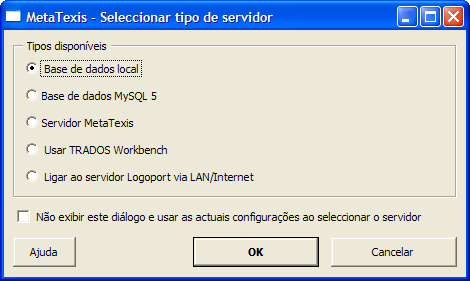 MetaTexis - Seleccionar tipo de servidor
Tipos disponíveis
Base de dados local
Base de dados MySQL 5
Servidor MetaTexis
Usar TRADOS Workbench
Ligar ao servidor Logoport via LAN/Internet
Não exibir este diálogo e usar as actuais configurações ao seleccionar o servidor
Ajuda OK Cancelar